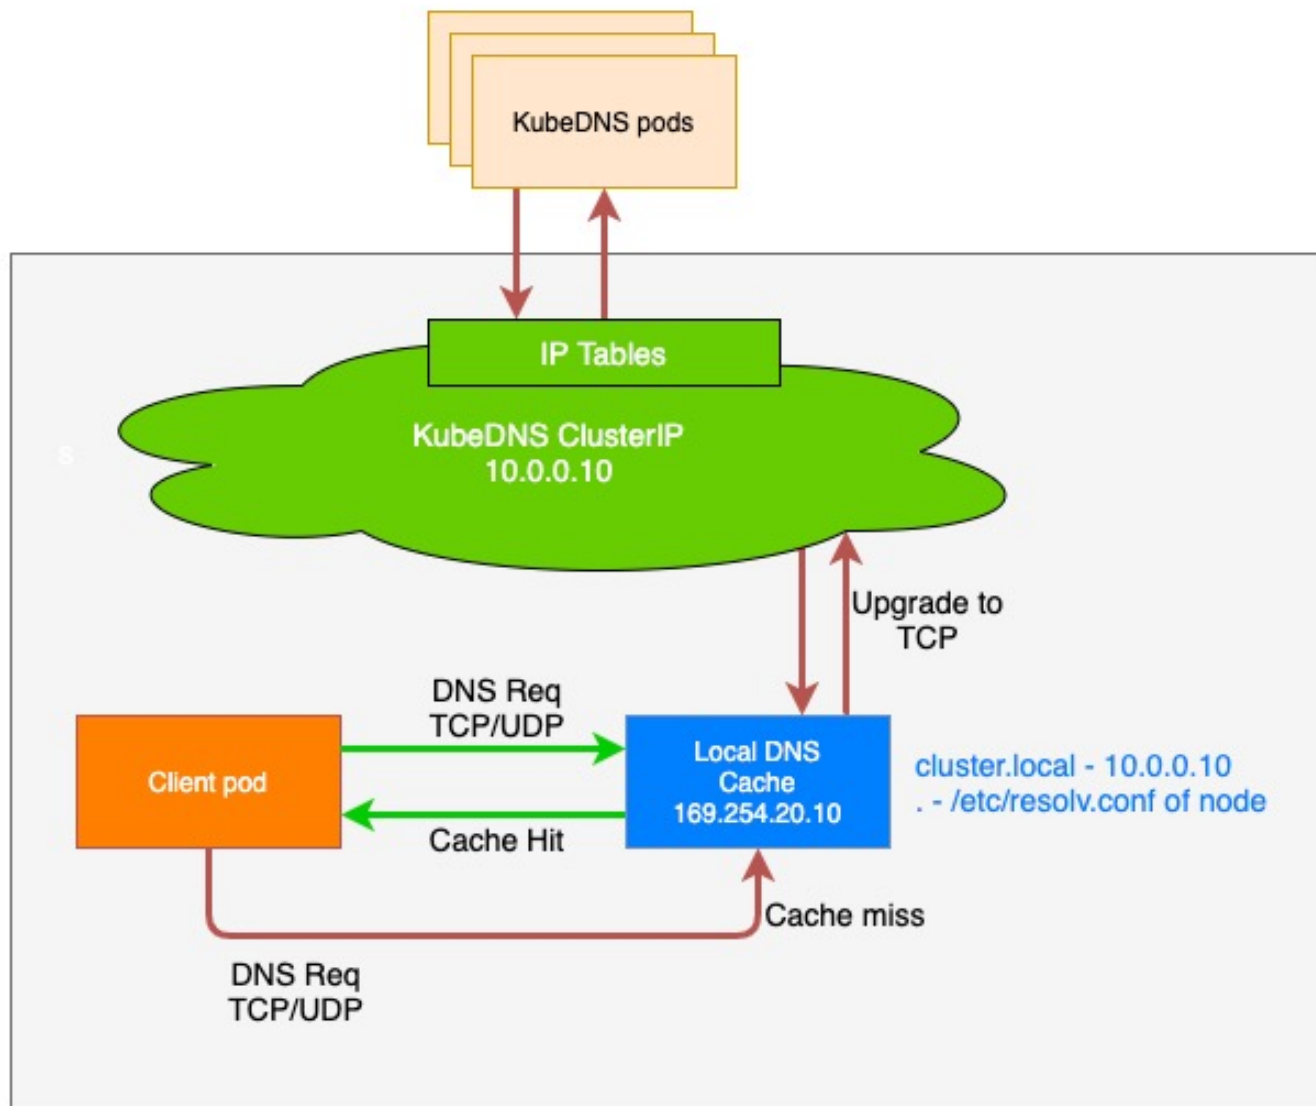 KubeDNS pods
IP Tables
KubeDNS ClusterIP
10.0.0.10
s
Upgrade to
TCP
DNS Req
TCP/UDP
Client pod
Local DNS
Cache
169.254.20.10
cluster.local - 10.0.0.10
. - /etc/resolv.conf of node
Cache Hit
Cache miss
DNS Req
TCP/UDP